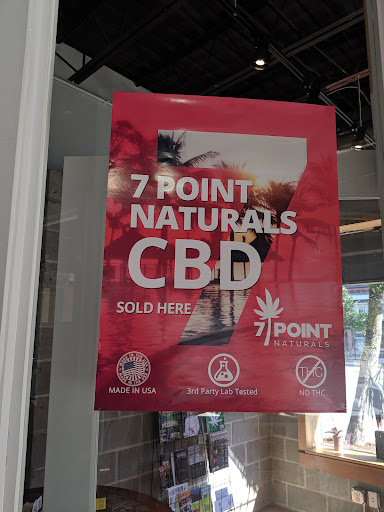 7 POINT
NATURALS
CBD
SOLD HERE
7 POINT
NATURALS
MADE IN USA
3rd Party Lab Tested
THC
NO THC